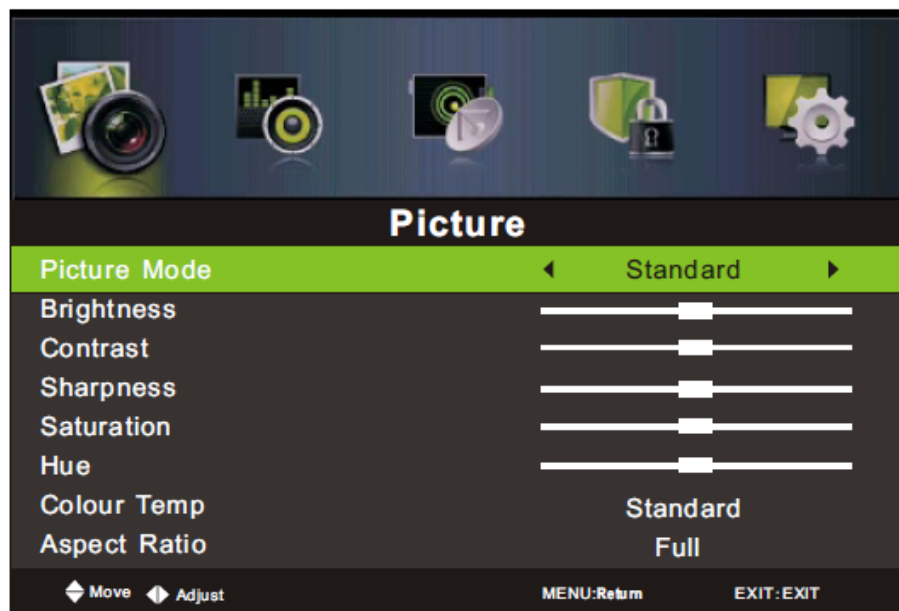 Picture
Picture Mode Standard
Brightness
Contrast
Sharpness
Saturation
Hue
Colour Temp Standard
Aspect Ratio Full
Move Adjust MENU:Return EXIT:EXIT